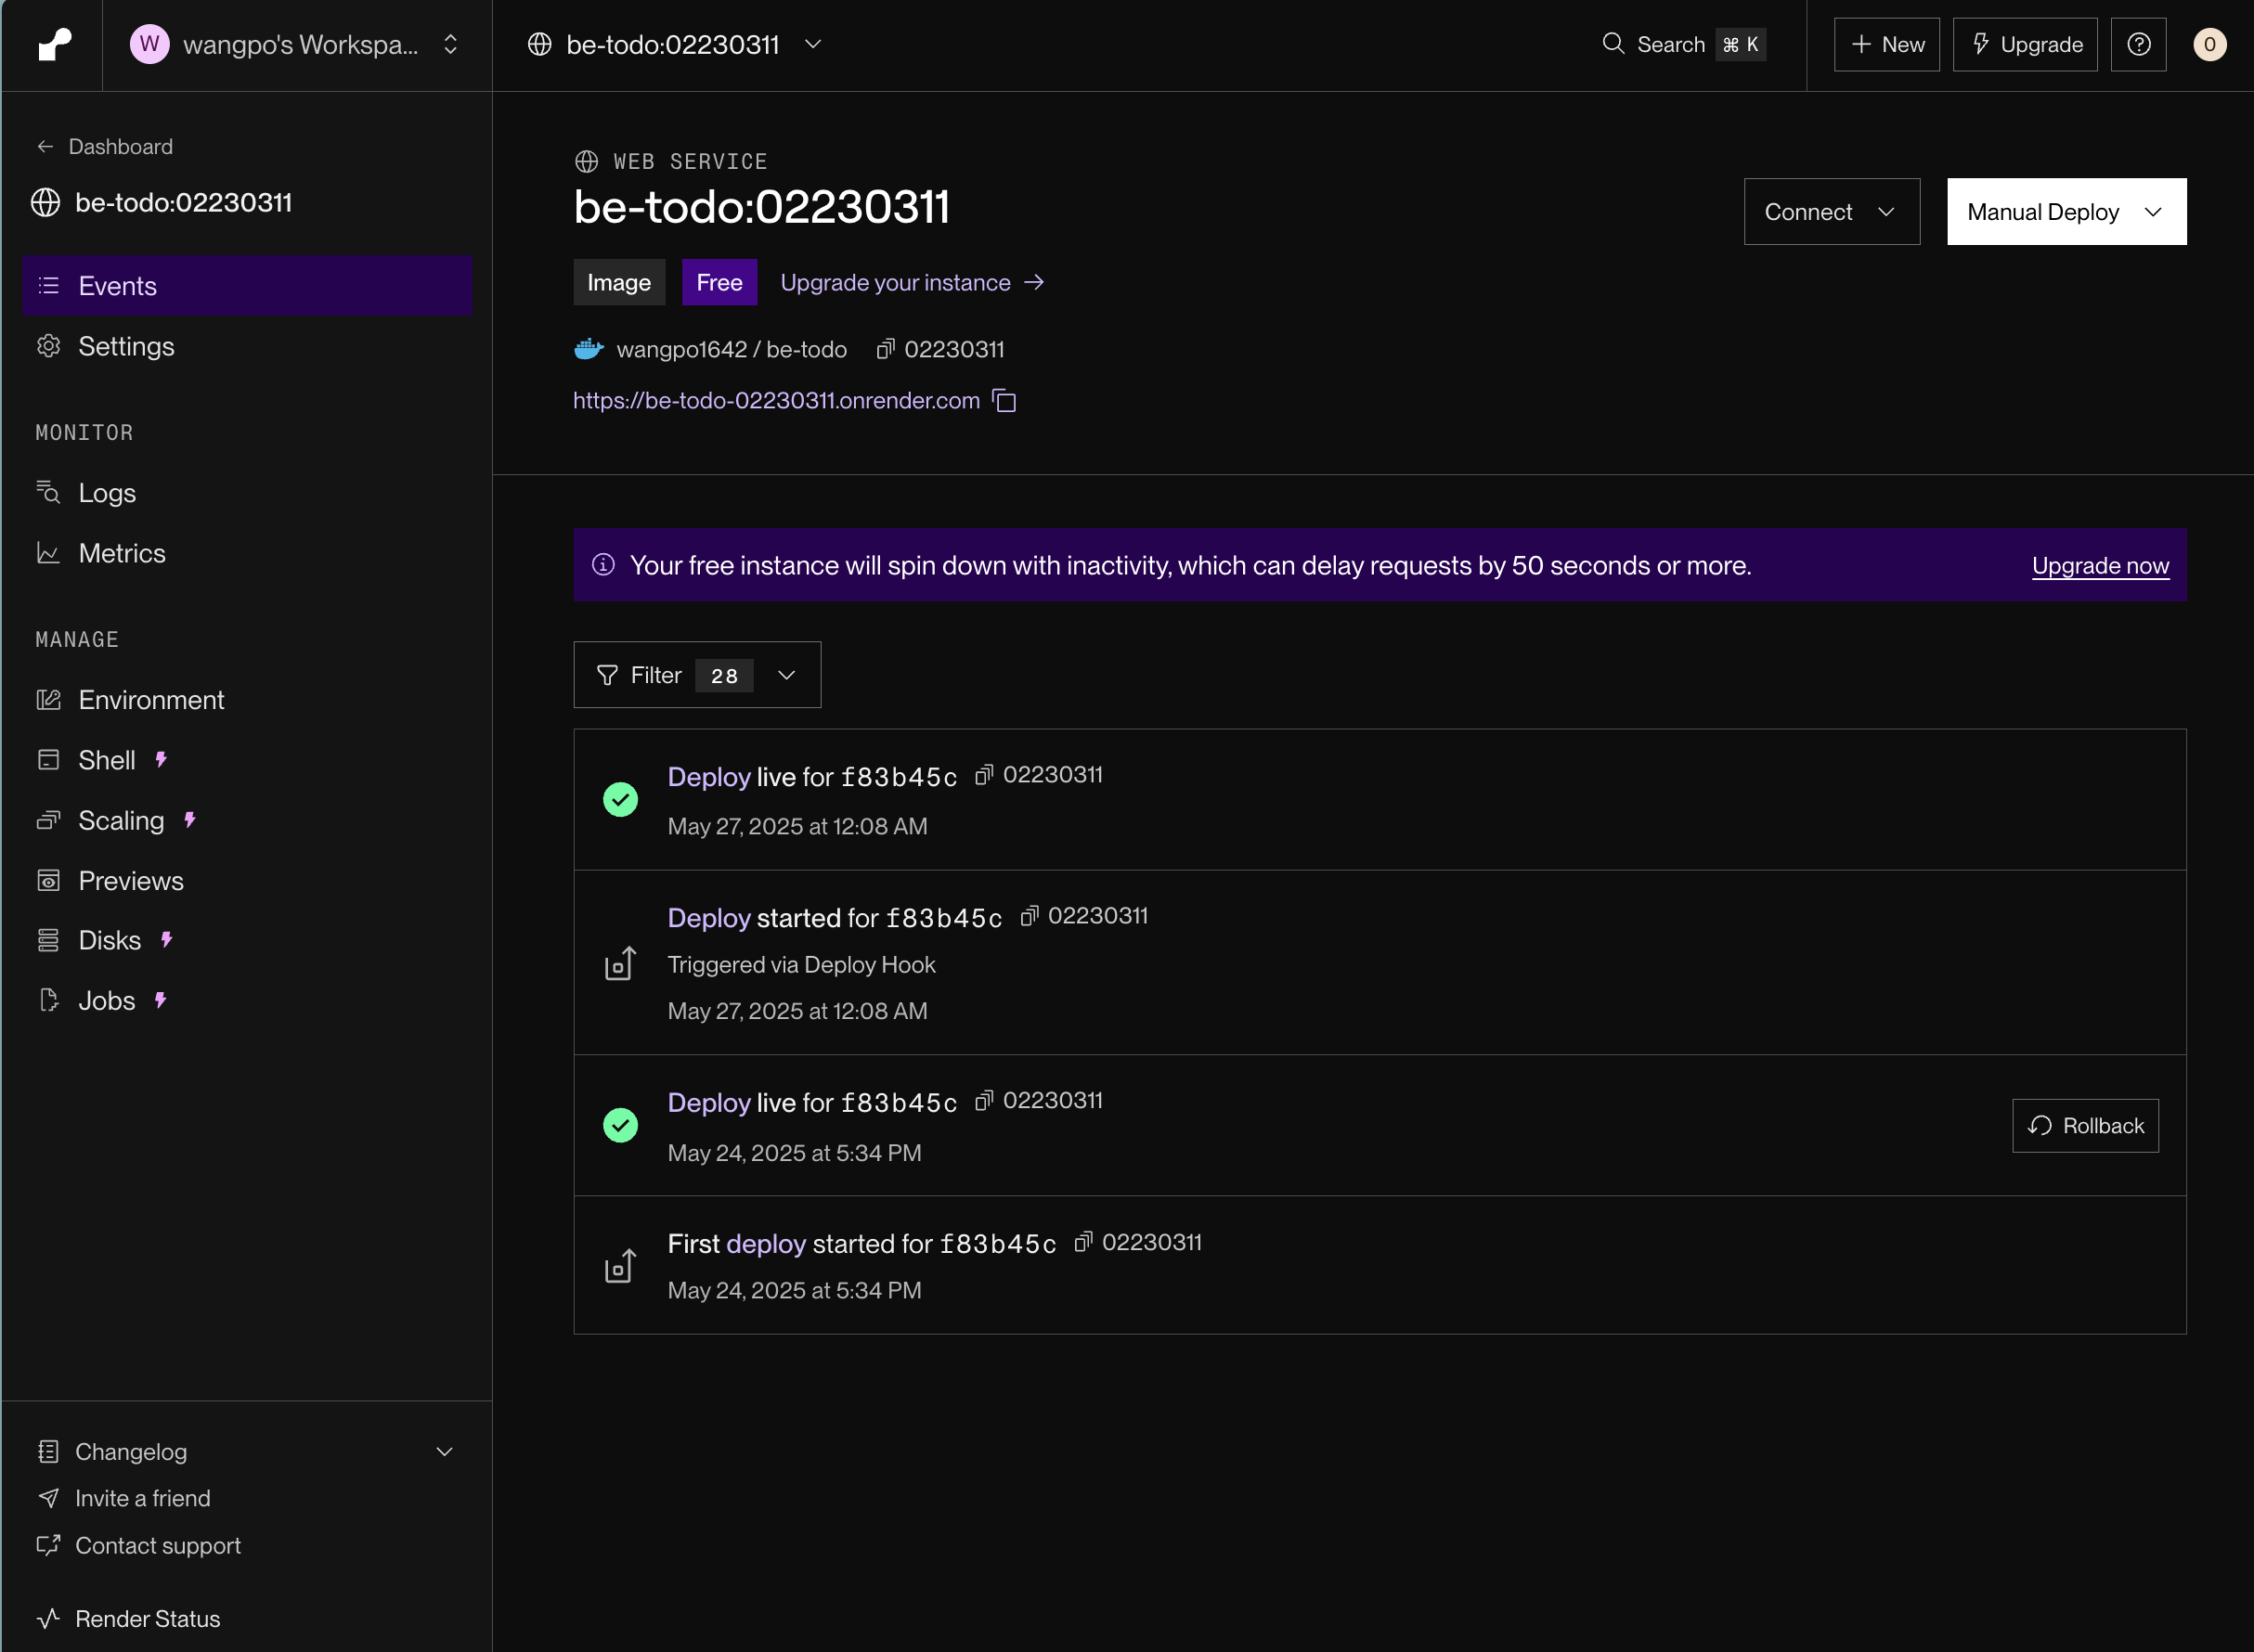 W wangpo's Workspa...
be-todo:02230311
Search ⌘ K
New
Upgrade
0
Dashboard
be-todo:02230311
Events
Settings
MONITOR
Logs
Metrics
MANAGE
Environment
Shell
Scaling
Previews
Disks
Jobs
Changelog
Invite a friend
Contact support
Render Status
WEB SERVICE
be-todo:02230311
Connect
Manual Deploy
Image
Free
Upgrade your instance
wangpo1642 / be-todo 02230311
https://be-todo-02230311.onrender.com
Your free instance will spin down with inactivity, which can delay requests by 50 seconds or more.
Upgrade now
Filter 28
Deploy live for f83b45c 02230311
May 27, 2025 at 12:08 AM
Deploy started for f83b45c 02230311
Triggered via Deploy Hook
May 27, 2025 at 12:08 AM
Deploy live for f83b45c 02230311
May 24, 2025 at 5:34 PM
Rollback
First deploy started for f83b45c 02230311
May 24, 2025 at 5:34 PM